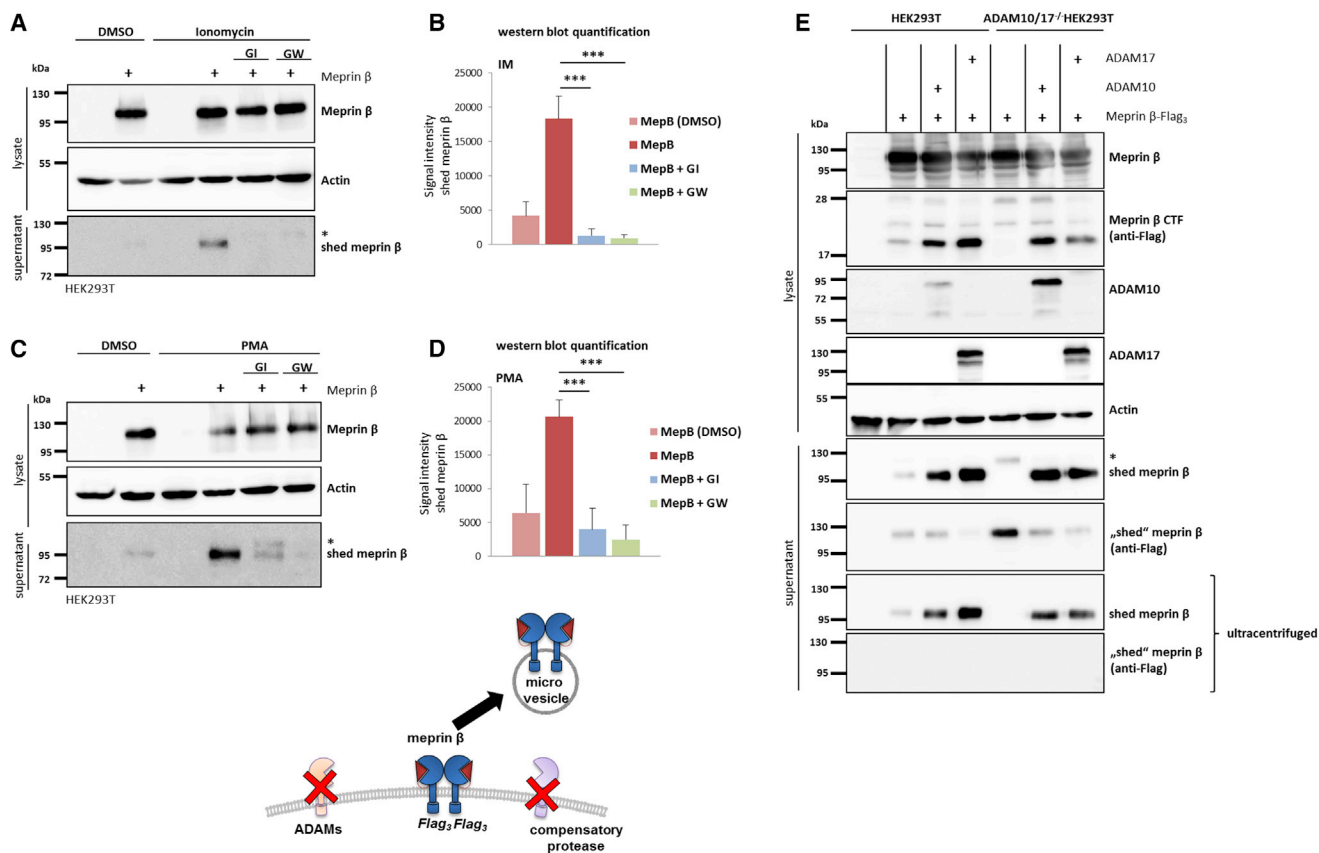 A
DMSO Ionomycin
GI GW
kDa + + + + Meprin β
130
95
Meprin β
55
Actin
130
95
72
*
shed meprin β
lysate
supernatant
HEK293T
B
western blot quantification
IM
***
***
Signal intensity
shed meprin β
25000
20000
15000
10000
5000
0
MepB (DMSO)
MepB
MepB + GI
MepB + GW
C
DMSO PMA
GI GW
+ + + + Meprin β
kDa
130
95
Meprin β
55
Actin
95
72
*
shed meprin β
lysate
supernatant
HEK293T
D
western blot quantification
PMA
***
***
Signal intensity
shed meprin β
25000
20000
15000
10000
5000
0
MepB (DMSO)
MepB
MepB + GI
MepB + GW
micro
vesicle
meprin β
ADAMs
Flag₃ Flag₃
compensatory
protease
E
HEK293T ADAM10/17⁻/⁻HEK293T
+ + ADAM17
+ + ADAM10
+ + + + + + Meprin β-Flag₃
kDa
130
95
Meprin β
28
17
Meprin β CTF
(anti-Flag)
95
72
55
ADAM10
130
95
ADAM17
55
Actin
95
*
shed meprin β
130
95
„shed“ meprin β
(anti-Flag)
130
95
shed meprin β
130
95
„shed“ meprin β
(anti-Flag)
ultracentrifuged
lysate
supernatant